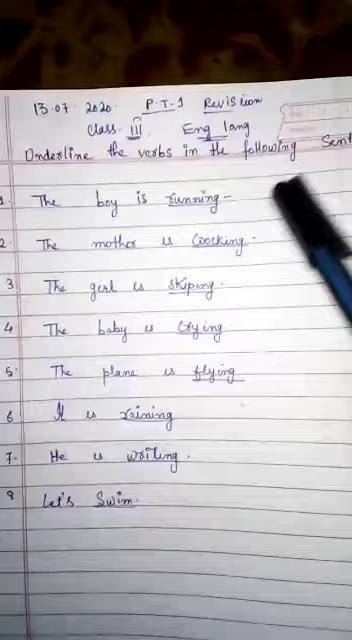 13.07.2020. P.T-1 Revision
Class- III Eng lang
Underline the verbs in the following Sent
1 The boy is running-
2. The mother is Coocking.
3 The girl is skiping.
4. The baby is crying
5. The plane is flying
6 It is raining
7. He is writing.
8 Let's Swim.